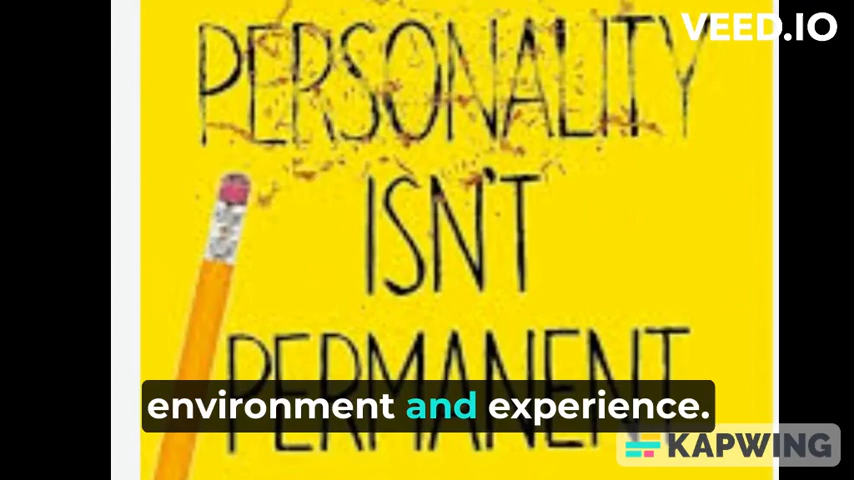 VEED.IO
PERSONALITY
ISN'T
PERMANENT
environment and experience.
KAPWING